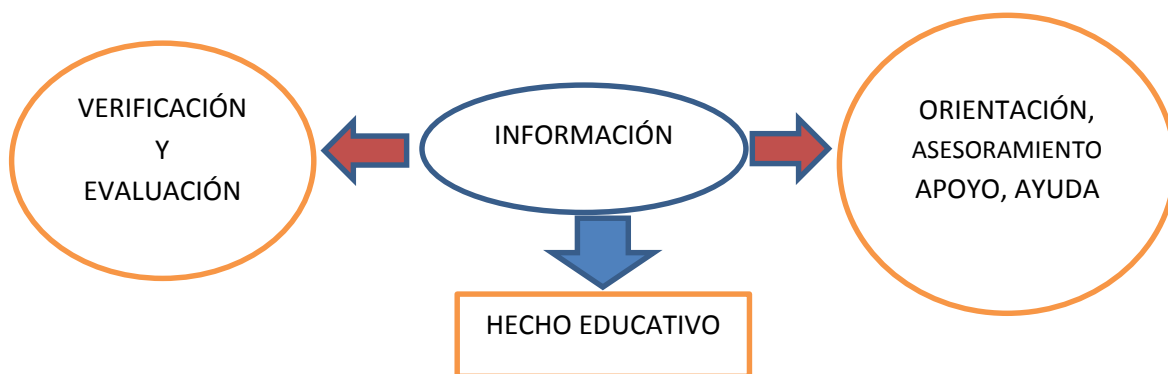 VERIFICACIÓN
Y
EVALUACIÓN
INFORMACIÓN
ORIENTACIÓN,
ASESORAMIENTO
APOYO, AYUDA
HECHO EDUCATIVO